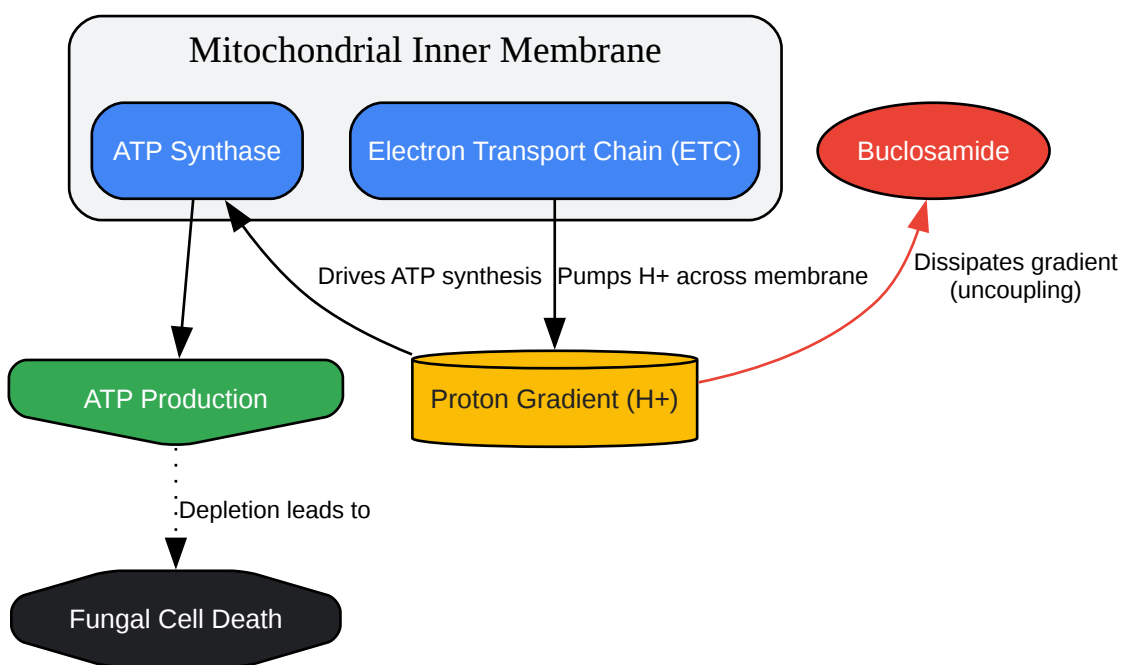 Mitochondrial Inner Membrane
ATP Synthase
Electron Transport Chain (ETC)
Buclosamide
Drives ATP synthesis
Pumps H+ across membrane
Dissipates gradient
(uncoupling)
ATP Production
Proton Gradient (H+)
Depletion leads to
Fungal Cell Death